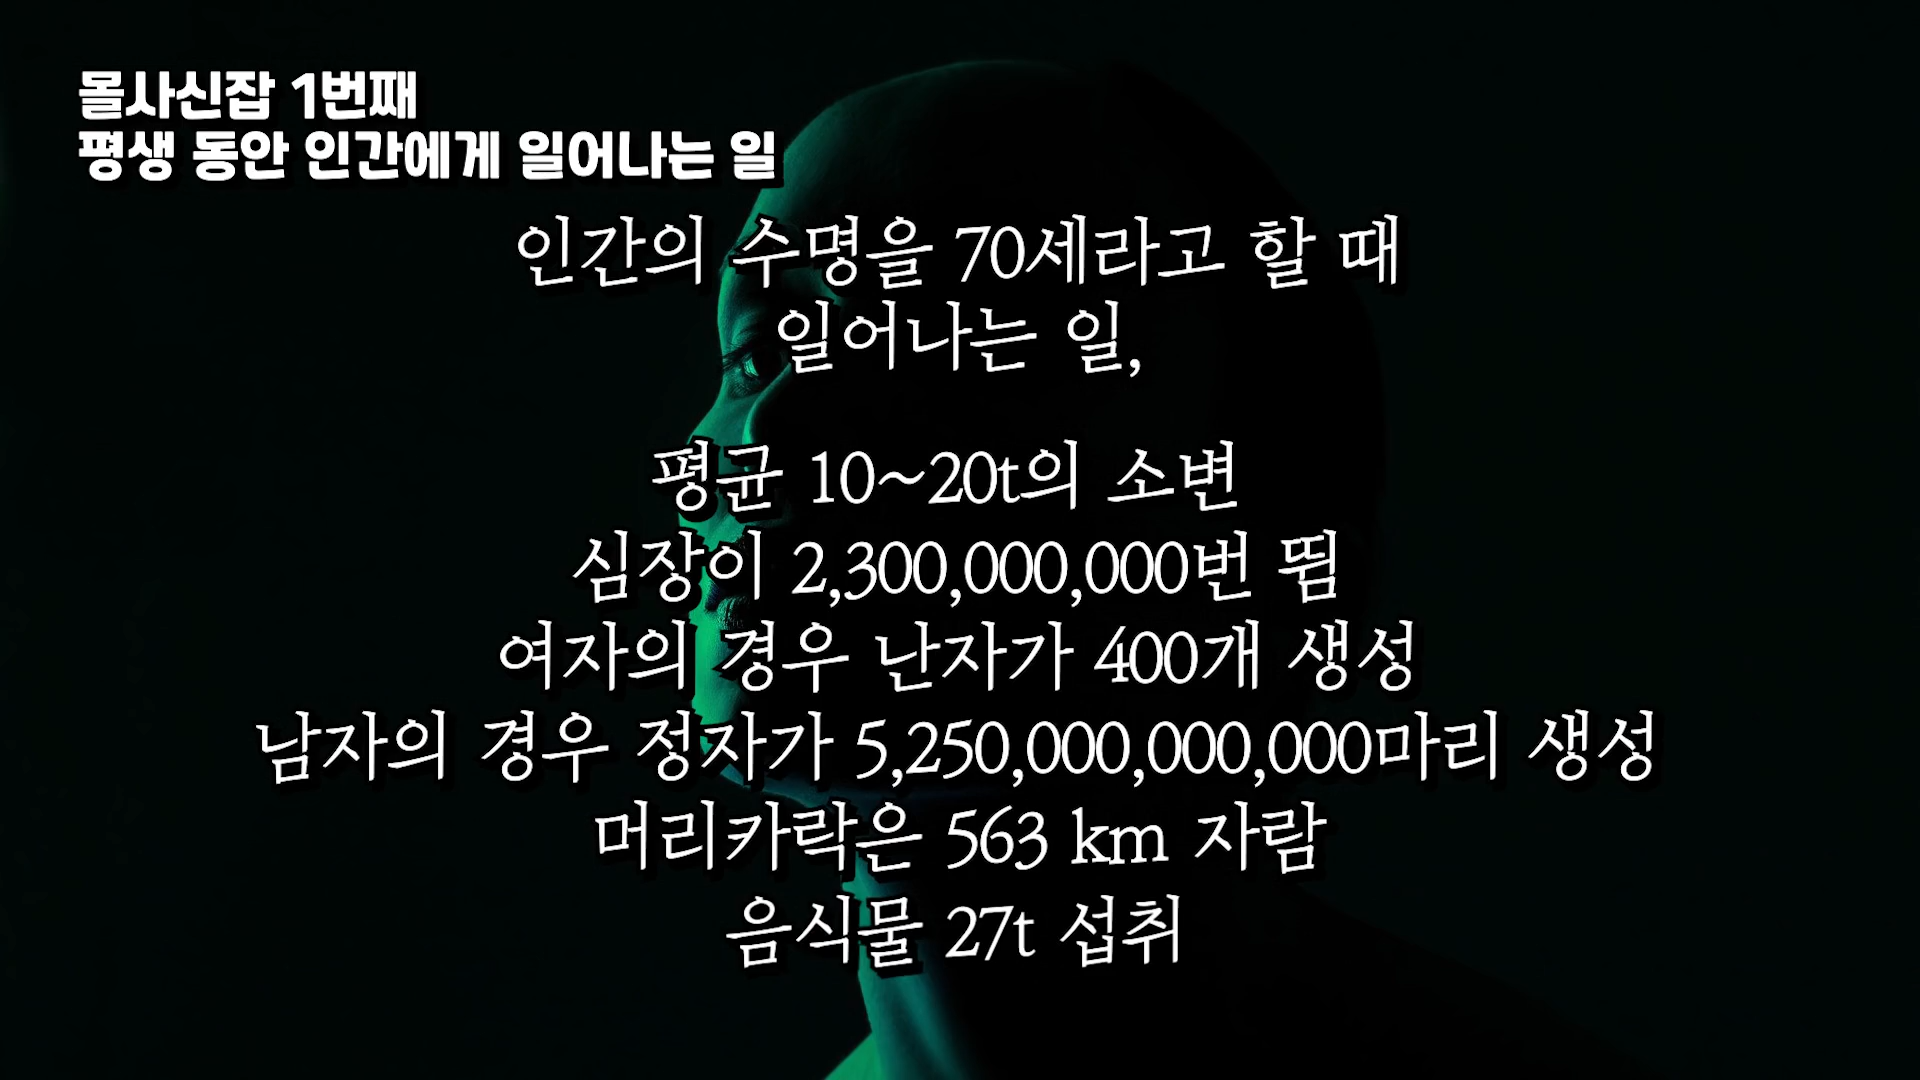 몰사신잡 1번째
평생 동안 인간에게 일어나는 일
인간의 수명을 70세라고 할 때
일어나는 일,
평균 10~20t의 소변
심장이 2,300,000,000번 뜀
여자의 경우 난자가 400개 생성
남자의 경우 정자가 5,250,000,000,000마리 생성
머리카락은 563 km 자람
음식물 27t 섭취